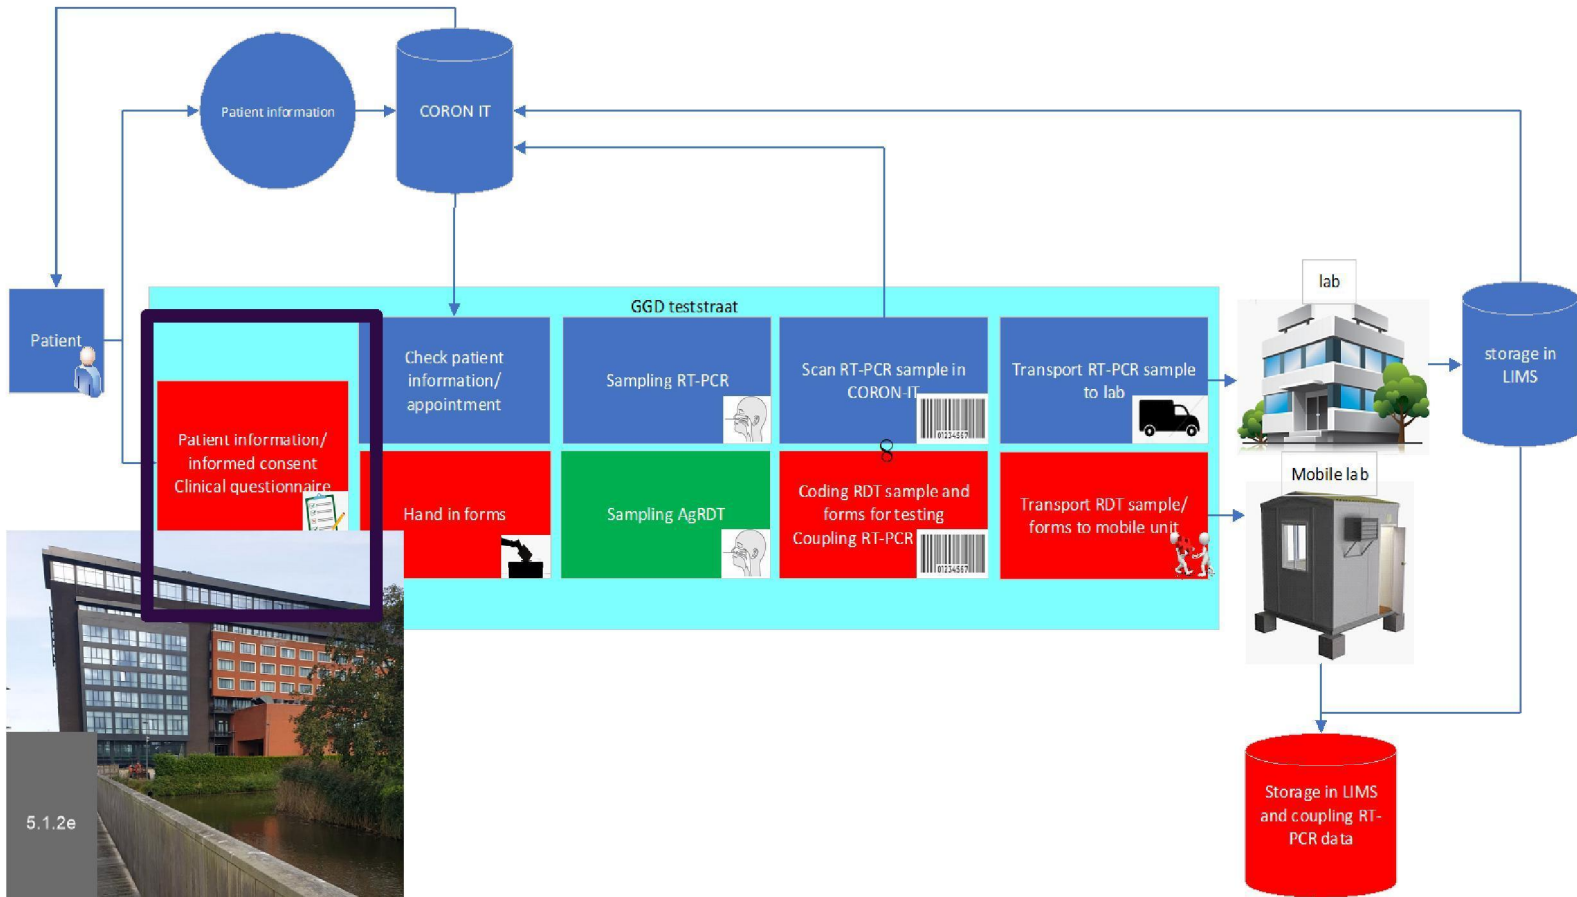 Patient information
CORON IT
GGD teststraat
lab
Patient
Check patient
information/
appointment
Sampling RT-PCR
Scan RT-PCR sample in
CORON-IT
01234567
Transport RT-PCR sample
to lab
storage in
LIMS
Patient information/
informed consent
Clinical questionnaire
Hand in forms
Sampling AgRDT
8
Coding RDT sample and
forms for testing
Coupling RT-PCR
01234567
Transport RDT sample/
forms to mobile unit
Mobile lab
5.1.2e
Storage in LIMS
and coupling RT-
PCR data